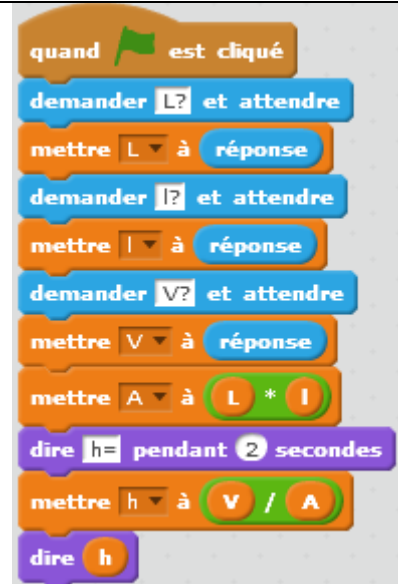 quand est cliqué
demander L? et attendre
mettre L à réponse
demander l? et attendre
mettre l à réponse
demander V? et attendre
mettre V à réponse
mettre A à L * l
dire h= pendant 2 secondes
mettre h à V / A
dire h